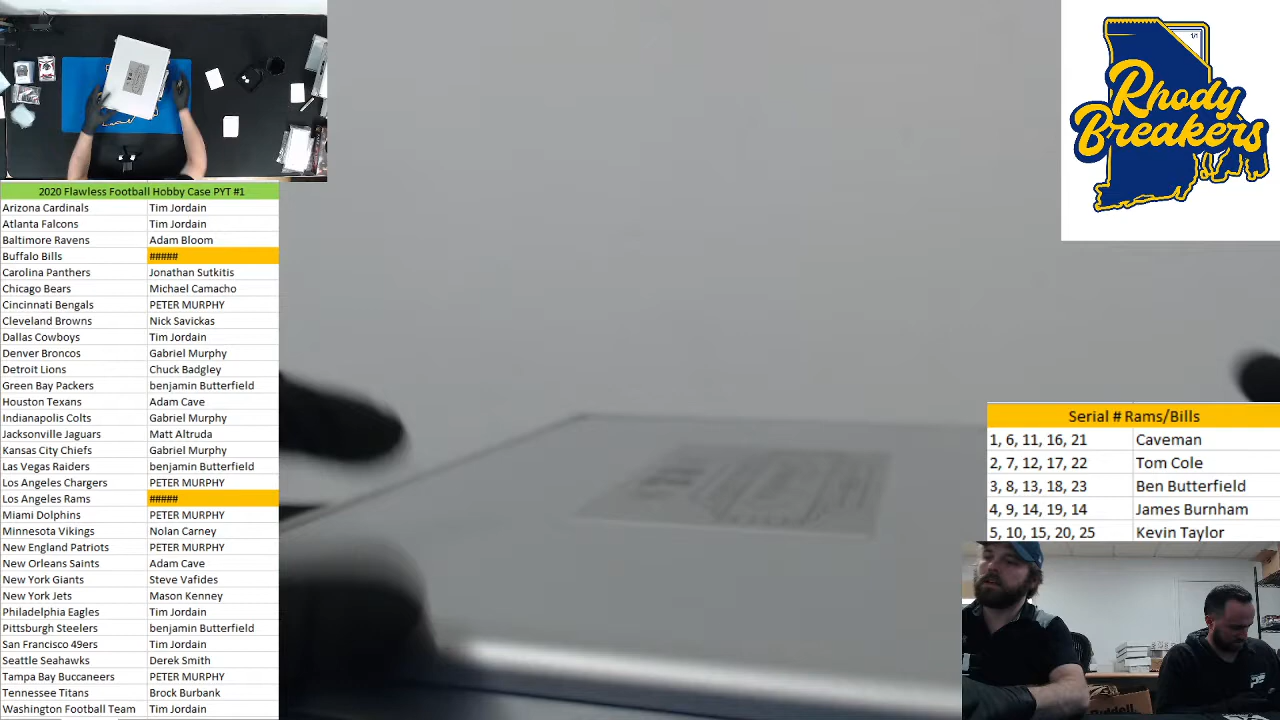 2020 Flawless Football Hobby Case PYT #1
Arizona Cardinals Tim Jordain
Atlanta Falcons Tim Jordain
Baltimore Ravens Adam Bloom
Buffalo Bills #####
Carolina Panthers Jonathan Sutkitis
Chicago Bears Michael Camacho
Cincinnati Bengals PETER MURPHY
Cleveland Browns Nick Savickas
Dallas Cowboys Tim Jordain
Denver Broncos Gabriel Murphy
Detroit Lions Chuck Badgley
Green Bay Packers benjamin Butterfield
Houston Texans Adam Cave
Indianapolis Colts Gabriel Murphy
Jacksonville Jaguars Matt Altruda
Kansas City Chiefs Gabriel Murphy
Las Vegas Raiders benjamin Butterfield
Los Angeles Chargers PETER MURPHY
Los Angeles Rams #####
Miami Dolphins PETER MURPHY
Minnesota Vikings Nolan Carney
New England Patriots PETER MURPHY
New Orleans Saints Adam Cave
New York Giants Steve Vafides
New York Jets Mason Kenney
Philadelphia Eagles Tim Jordain
Pittsburgh Steelers benjamin Butterfield
San Francisco 49ers Tim Jordain
Seattle Seahawks Derek Smith
Tampa Bay Buccaneers PETER MURPHY
Tennessee Titans Brock Burbank
Washington Football Team Tim Jordain
1/1
Rhody
Breakers
Serial # Rams/Bills
1, 6, 11, 16, 21 Caveman
2, 7, 12, 17, 22 Tom Cole
3, 8, 13, 18, 23 Ben Butterfield
4, 9, 14, 19, 14 James Burnham
5, 10, 15, 20, 25 Kevin Taylor